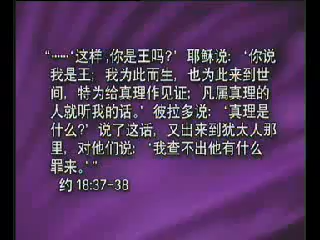 “……‘这样,你是王吗?’耶稣说:‘你说
我是王;我为此而生，也为此来到世
间，特为给真理作见证；凡属真理的
人就听我的话。’彼拉多说：‘真理是
什么？’说了这话，又出来到犹太人那
里，对他们说：‘我查不出他有什么
罪来。’”
约18:37-38